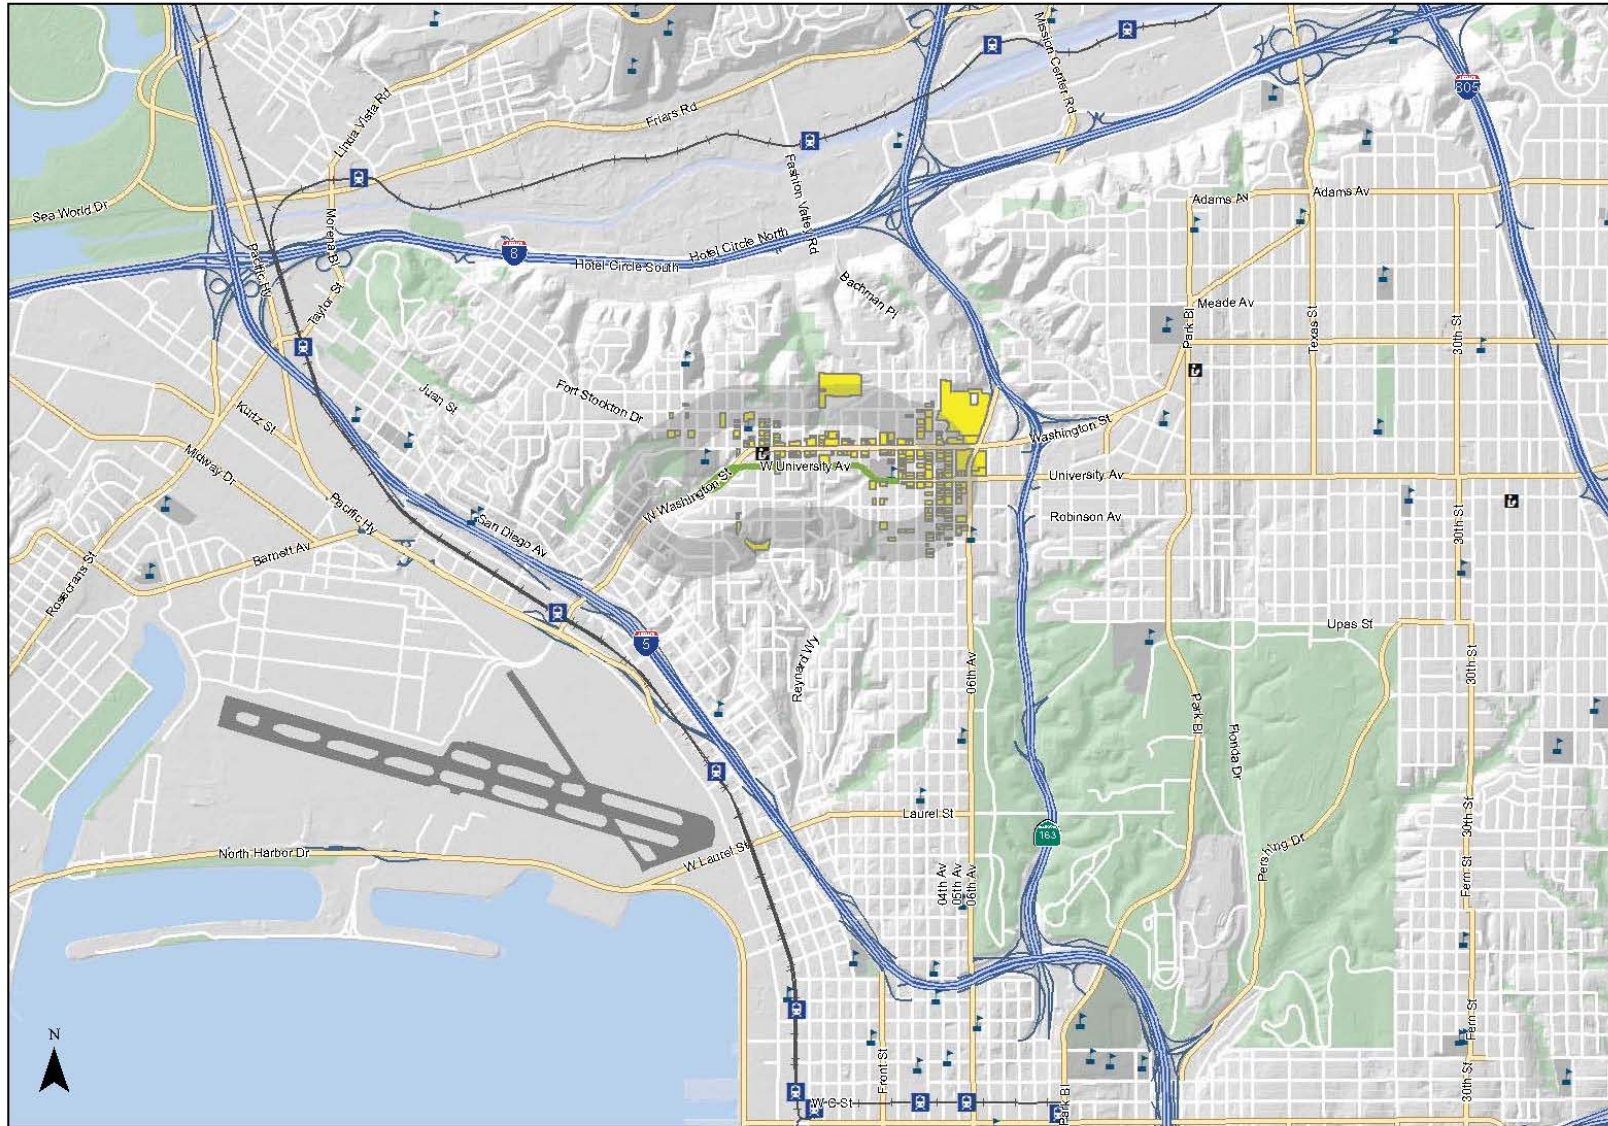 Mission Center Rd
Linda Vista Rd
Friars Rd
805
Fashion Valley Rd
Adams Av
Adams Av
Sea World Dr
Morena Bl
Pacific Hy
8
Hotel Circle North
Hotel Circle South
Bachman Pl
Taylor St
Meade Av
Park Bl
Texas St
30th St
Juan St
Fort Stockton Dr
Kurtz St
Washington St
Midway Dr
W University Av
University Av
W Washington St
Pacific Hy
San Diego Av
Robinson Av
30th St
Barnett Av
Rosecrans St
Upas St
5
Reynard Wy
06th Av
30th St
Park Bl
Florida Dr
Laurel St
30th St
163
North Harbor Dr
W Laurel St
Pershing Dr
04th Av
05th Av
06th Av
Fern St
N
Fern St
Front St
30th St
W C St
Park Bl